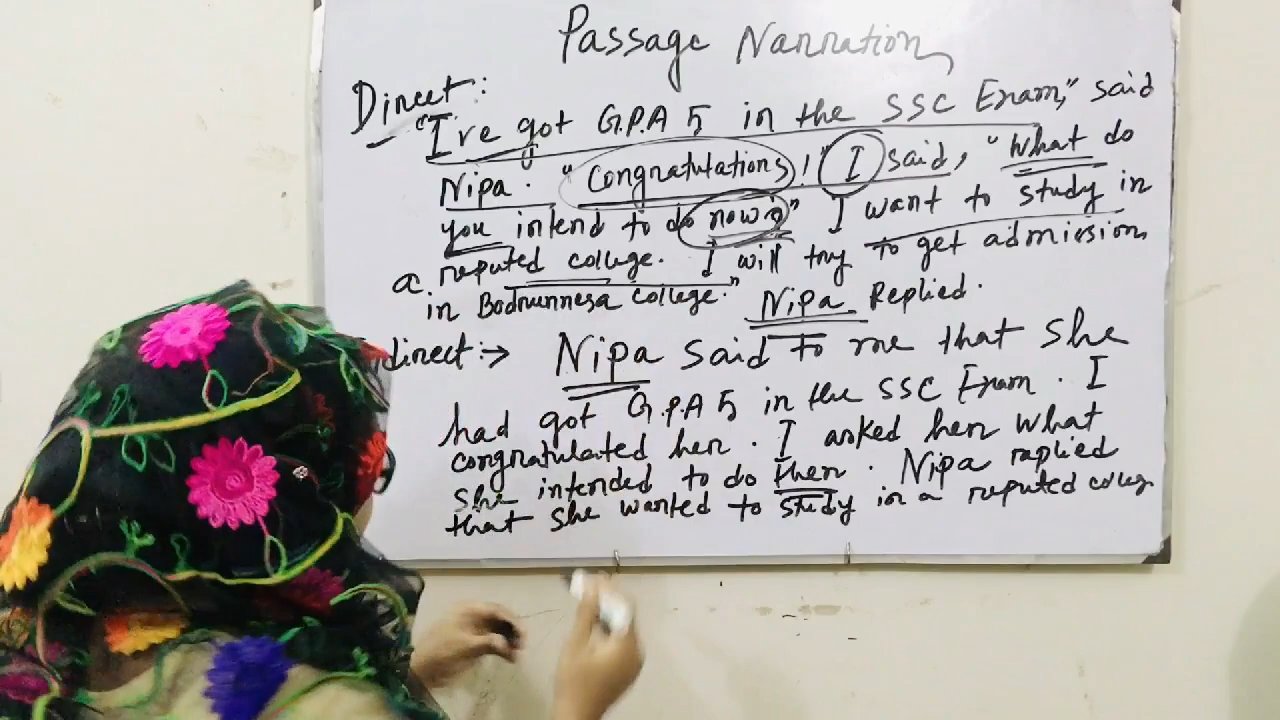 Passage Narration
Direct:
"I've got G.P.A 5 in the SSC Exam," said
Nipa. "Congratulations!" I said, "What do
you intend to do now?" I want to study in
a reputed college. I will try to get admission
in Badrunnesa College." Nipa Replied.
direct:→ Nipa said to me that she
had got G.P.A 5 in the SSC Exam. I
congratulated her. I asked her what
she intended to do then. Nipa replied
that she wanted to study in a reputed colleg